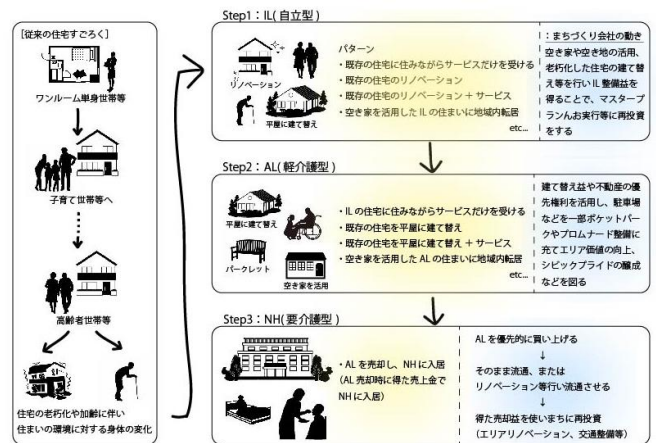 [従来の住宅すごろく]
ワンルーム単身世帯等
子育て世帯等へ
高齢者世帯等
住宅の老朽化や加齢に伴い
住まいの環境に対する身体の変化
Step1：IL(自立型)
リノベーション
平屋に建て替え
パターン
・既存の住宅に住みながらサービスだけを受ける
・既存の住宅のリノベーション
・既存の住宅のリノベーション＋サービス
・空き家を活用した IL の住まいに地域内転居
etc...
：まちづくり会社の動き
空き家や空き地の活用、
老朽化した住宅の建て替
え等を行い IL 整備益を
得ることで、マスタープ
ランんお実行等に再投資
をする
Step2：AL(軽介護型)
平屋に建て替え
パークレット
空き家を活用
・IL の住宅に住みながらサービスだけを受ける
・既存の住宅を平屋に建て替え
・既存の住宅を平屋に建て替え＋サービス
・空き家を活用した AL の住まいに地域内転居
etc...
建て替え益や不動産の優
先権利を活用し、駐車場
などを一部ポケットパー
クやプロムナード整備に
充てエリア価値の向上、
シビックプライドの醸成
などを図る
Step3：NH(要介護型)
・AL を売却し、NH に入居
（AL 売却時に得た売上金で
NH に入居）
AL を優先的に買い上げる
↓
そのまま流通、または
リノベーション等行い流通させる
↓
得た売却益を使いまちに再投資
（エリアリノベーション、交通整備等）